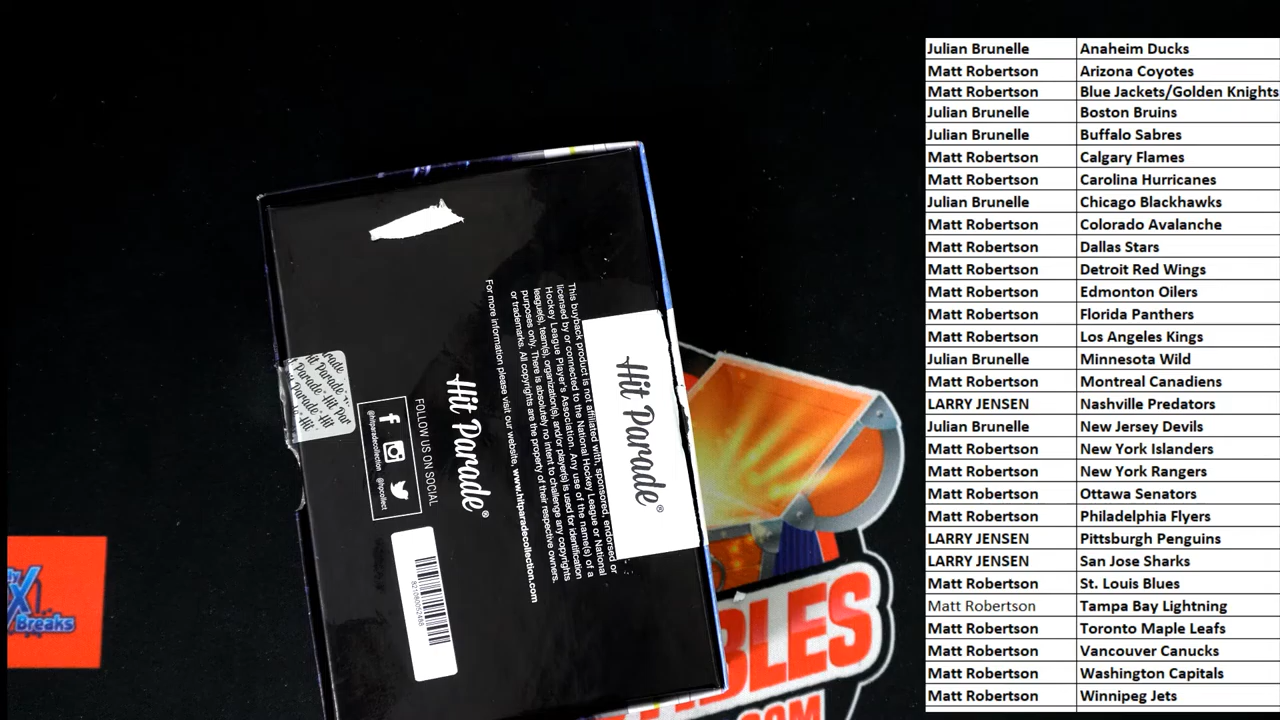 This buyback product is not affiliated with, sponsored, endorsed or
licensed by or connected to the National Hockey League or National
Hockey League Player's Association. Any use of the name(s) of a
league(s), team(s), organization(s), and/or player(s) is used for identification
purposes only. There is absolutely no intent to challenge any copyrights
or trademarks. All copyrights are the property of their respective owners.
For more information please visit our website, www.hitparadecollection.com
Hit Parade®
Hit Parade®
FOLLOW US ON SOCIAL
@hitparadecollection
@hpcollect
Breaks
BLES
.COM
Julian Brunelle Anaheim Ducks
Matt Robertson Arizona Coyotes
Matt Robertson Blue Jackets/Golden Knights
Julian Brunelle Boston Bruins
Julian Brunelle Buffalo Sabres
Matt Robertson Calgary Flames
Matt Robertson Carolina Hurricanes
Julian Brunelle Chicago Blackhawks
Matt Robertson Colorado Avalanche
Matt Robertson Dallas Stars
Matt Robertson Detroit Red Wings
Matt Robertson Edmonton Oilers
Matt Robertson Florida Panthers
Matt Robertson Los Angeles Kings
Julian Brunelle Minnesota Wild
Matt Robertson Montreal Canadiens
LARRY JENSEN Nashville Predators
Julian Brunelle New Jersey Devils
Matt Robertson New York Islanders
Matt Robertson New York Rangers
Matt Robertson Ottawa Senators
Matt Robertson Philadelphia Flyers
LARRY JENSEN Pittsburgh Penguins
LARRY JENSEN San Jose Sharks
Matt Robertson St. Louis Blues
Matt Robertson Tampa Bay Lightning
Matt Robertson Toronto Maple Leafs
Matt Robertson Vancouver Canucks
Matt Robertson Washington Capitals
Matt Robertson Winnipeg Jets